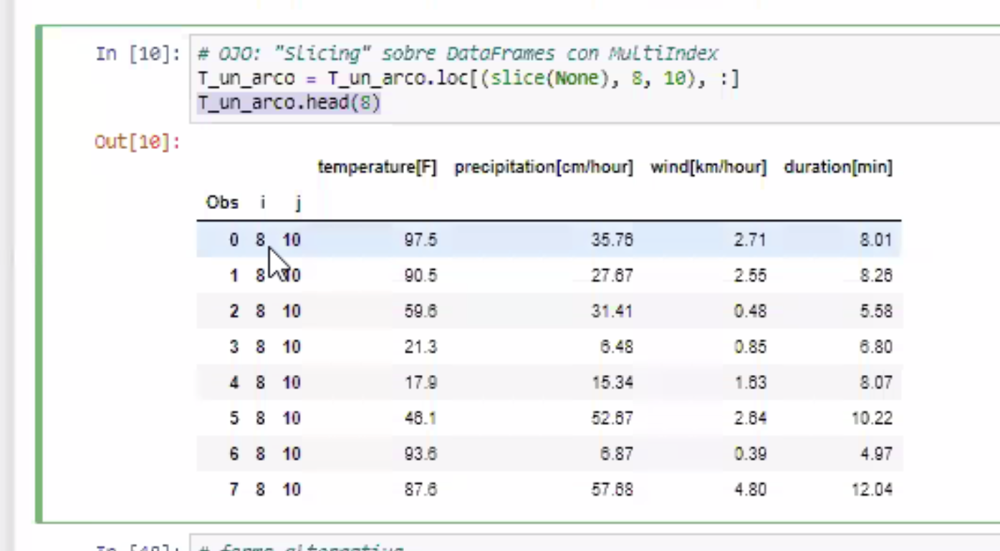 In [10]: # OJO: "Slicing" sobre DataFrames con MultiIndex
T_un_arco = T_un_arco.loc[(slice(None), 8, 10), :]
T_un_arco.head(8)
Out[10]:
temperature[F] precipitation[cm/hour] wind[km/hour] duration[min]
Obs i j
0 8 10 97.5 35.76 2.71 8.01
1 8 10 90.5 27.67 2.55 8.26
2 8 10 59.6 31.41 0.48 5.58
3 8 10 21.3 6.48 0.85 6.80
4 8 10 17.9 15.34 1.63 8.07
5 8 10 46.1 52.67 2.64 10.22
6 8 10 93.6 6.87 0.39 4.97
7 8 10 87.6 57.68 4.80 12.04
# forma alternativa